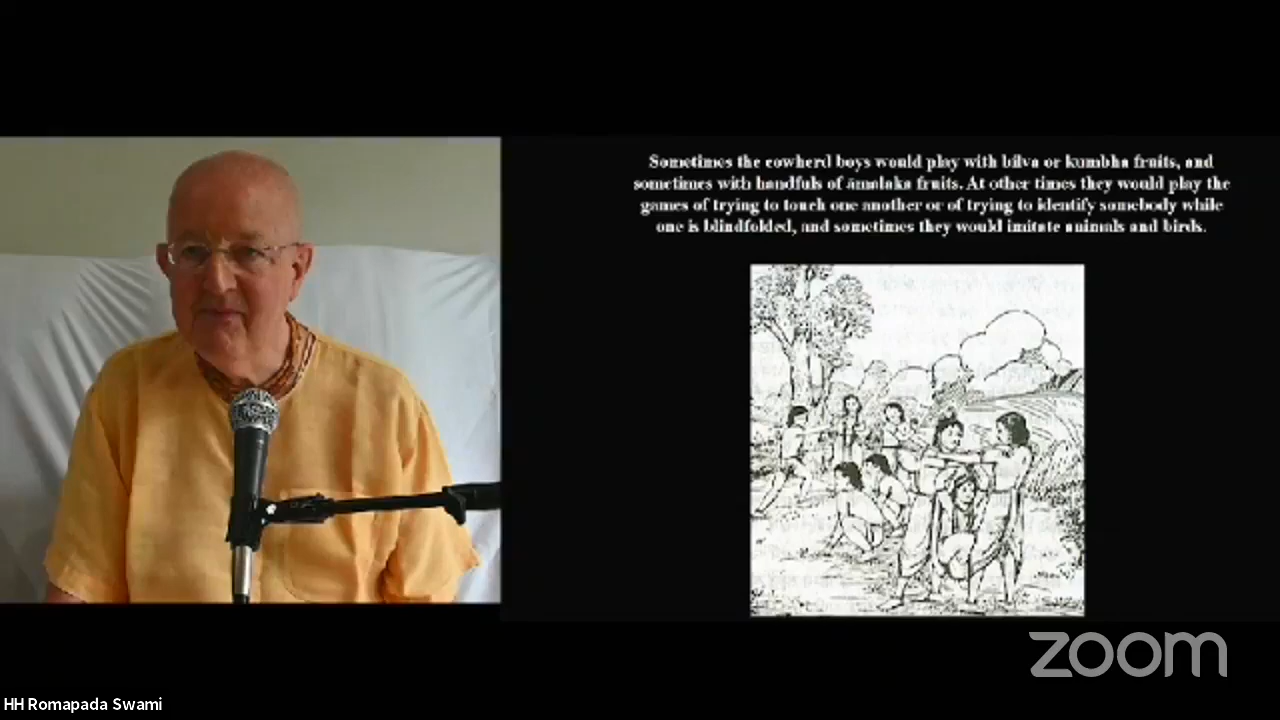 Sometimes the cowherd boys would play with bilva or kumbha fruits, and
sometimes with handfuls of āmalaka fruits. At other times they would play the
games of trying to touch one another or of trying to identify somebody while
one is blindfolded, and sometimes they would imitate animals and birds.
zoom
HH Romapada Swami